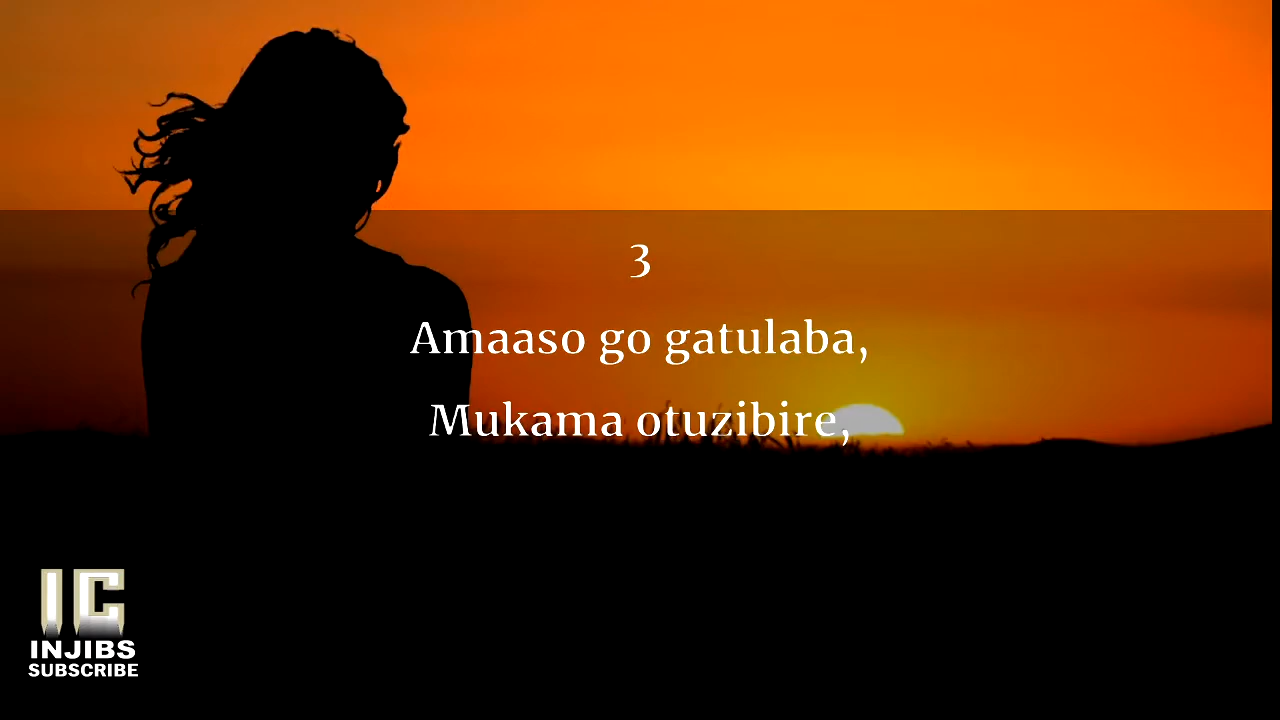 3
Amaaso go gatulaba,
Mukama otuzibire,
IC
INJIBS
SUBSCRIBE